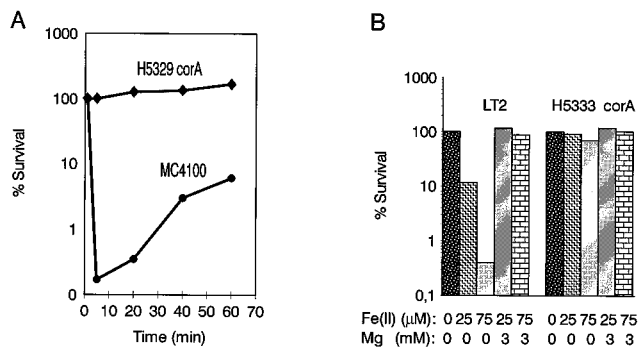 A
1000
100
10
1
0
% Survival
H5329 corA
MC4100
0 10 20 30 40 50 60 70
Time (min)
B
1000
100
10
1
0,1
% Survival
LT2
H5333 corA
Fe(II) (μM): 0 25 75 25 75 0 25 75 25 75
Mg (mM): 0 0 0 3 3 0 0 0 3 3